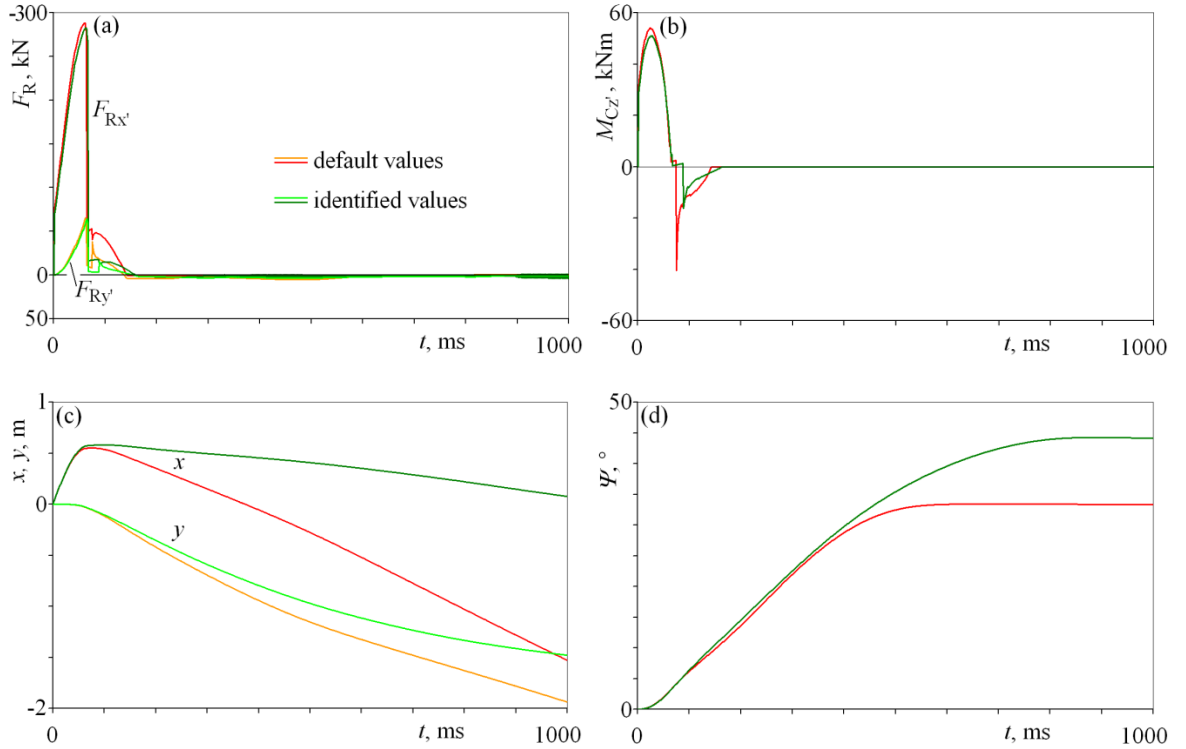 -300
(a)
F_R, kN
F_Rx'
default values
identified values
0
F_Ry'
50
0
t, ms
1000
60
(b)
M_Cz', kNm
0
-60
0
t, ms
1000
1
(c)
x, y, m
x
0
y
-2
0
t, ms
1000
50
(d)
Ψ, °
0
0
t, ms
1000